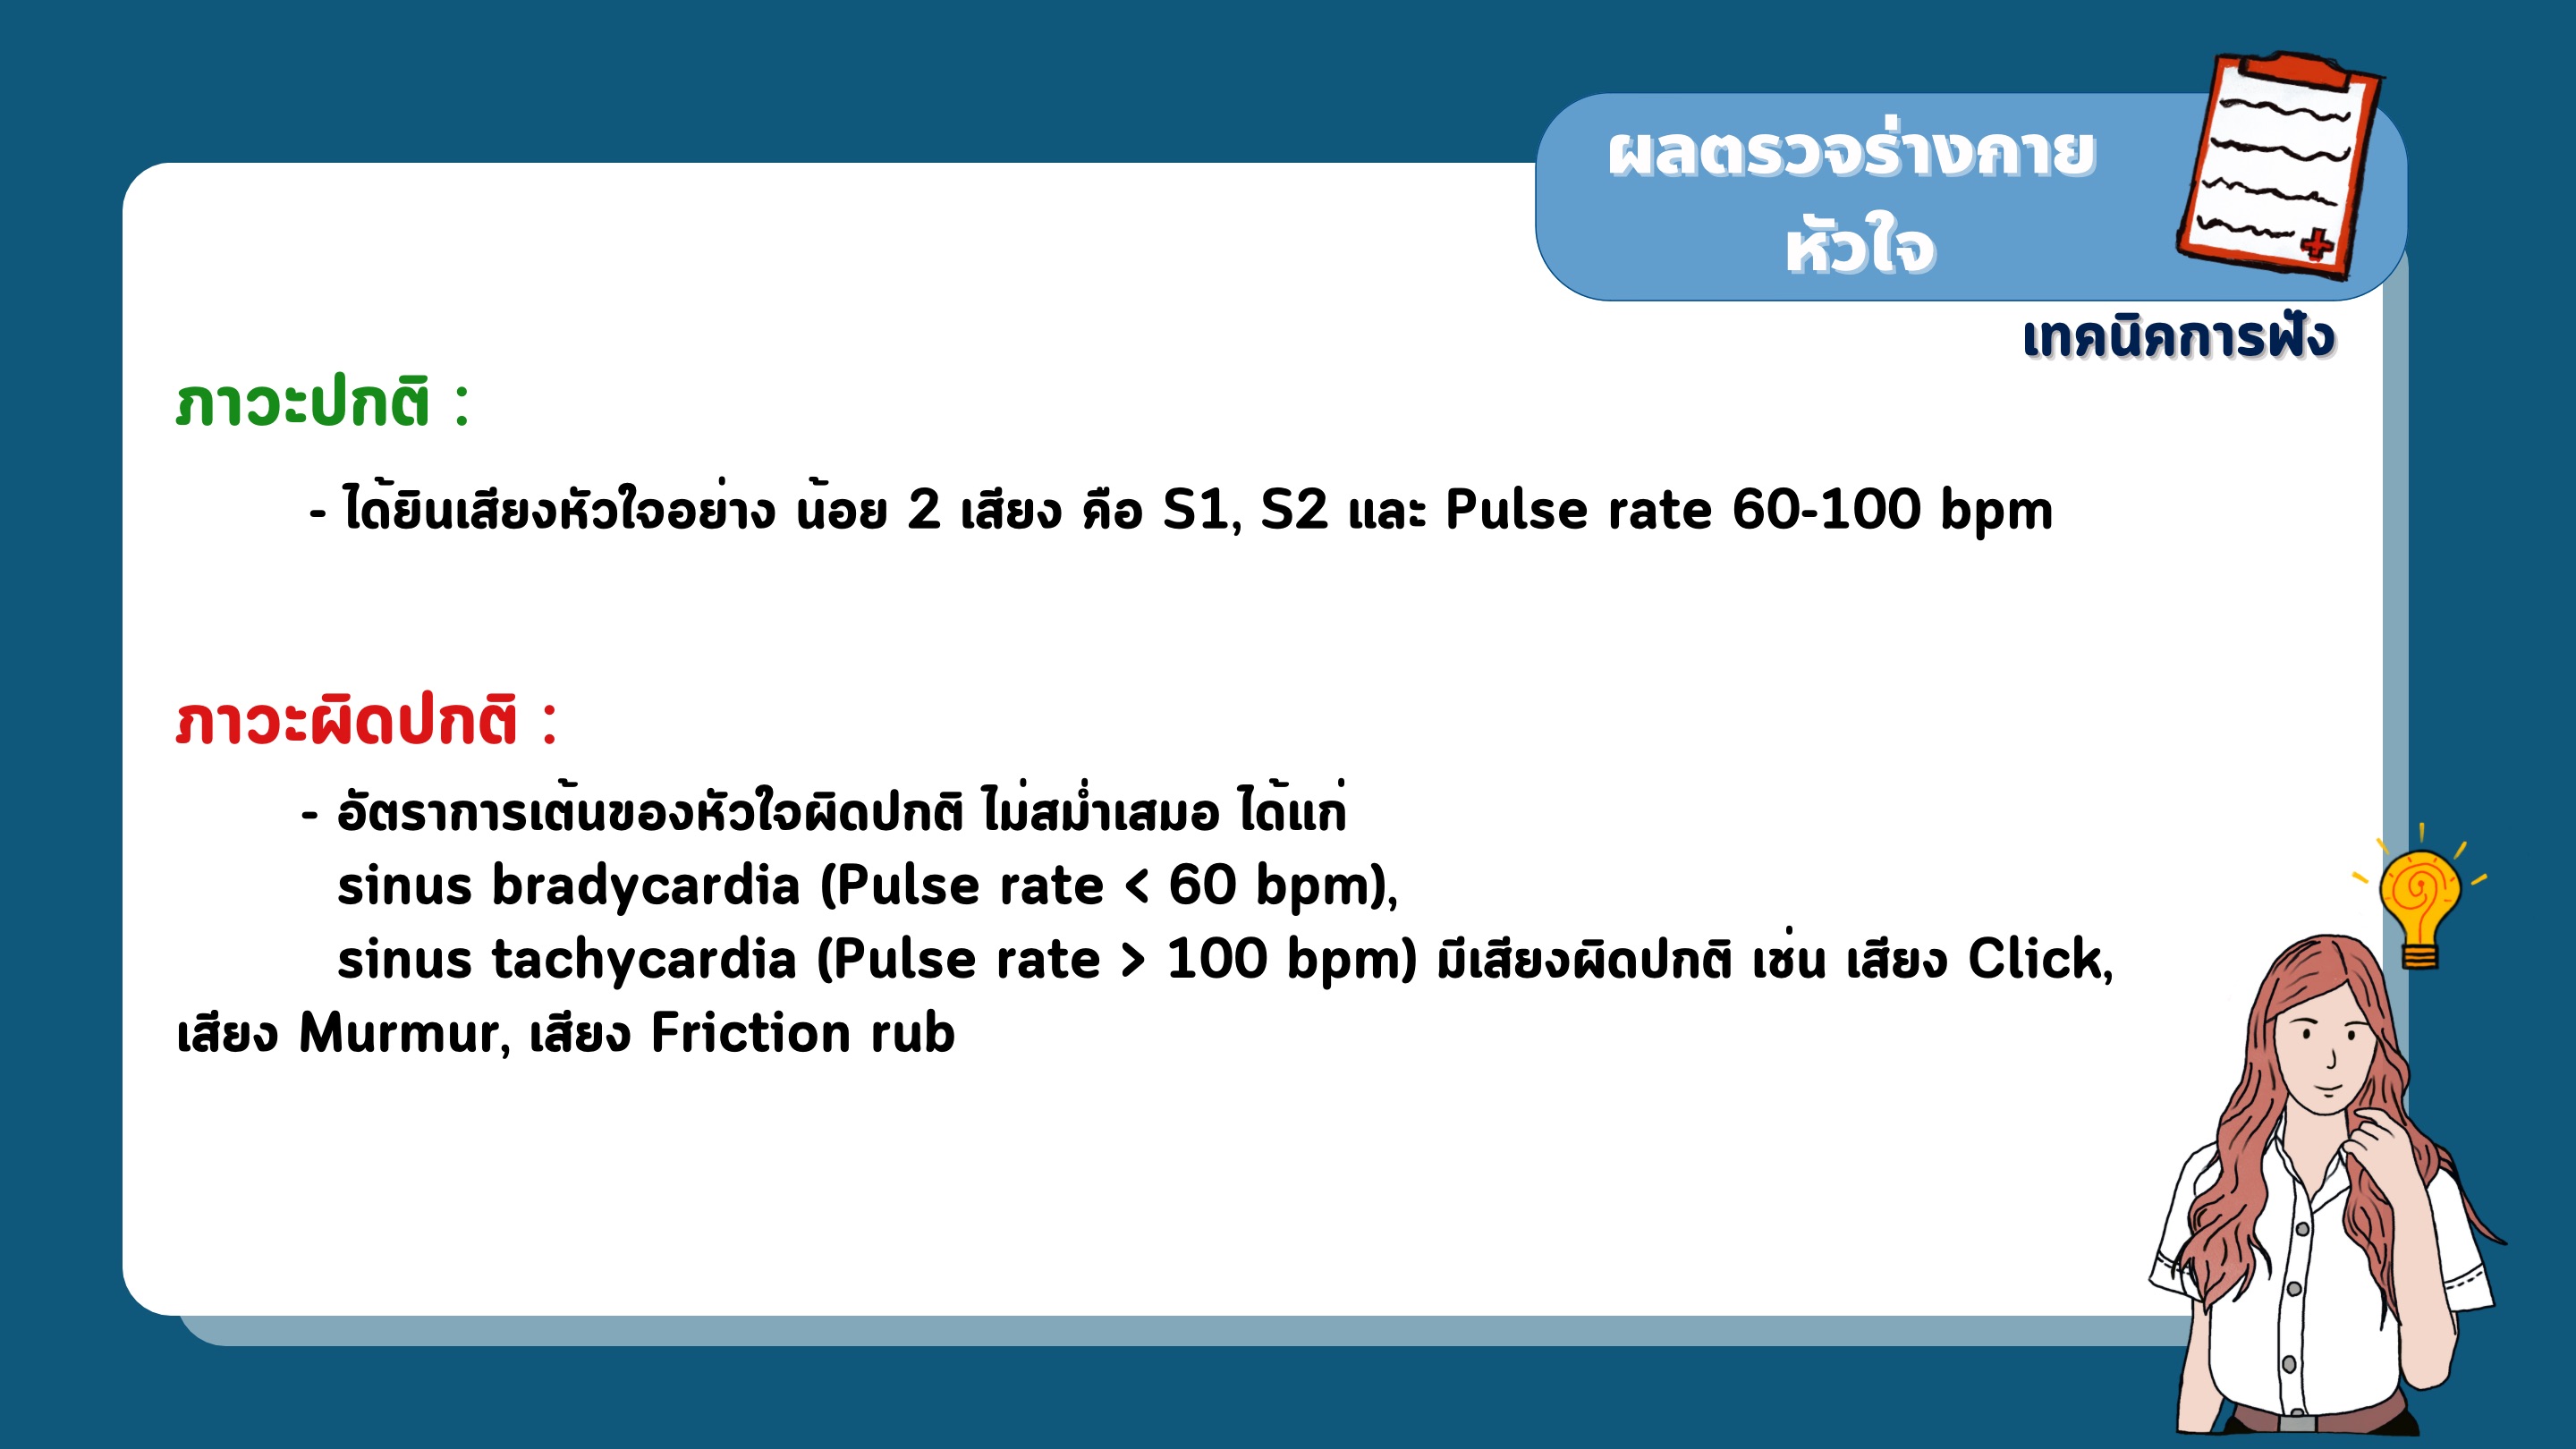 ผลตรวจร่างกาย
หัวใจ
เทคนิคการฟัง
ภาวะปกติ :
- ได้ยินเสียงหัวใจอย่าง น้อย 2 เสียง คือ S1, S2 และ Pulse rate 60-100 bpm
ภาวะผิดปกติ :
- อัตราการเต้นของหัวใจผิดปกติ ไม่สม่ำเสมอ ได้แก่
sinus bradycardia (Pulse rate < 60 bpm),
sinus tachycardia (Pulse rate > 100 bpm) มีเสียงผิดปกติ เช่น เสียง Click,
เสียง Murmur, เสียง Friction rub